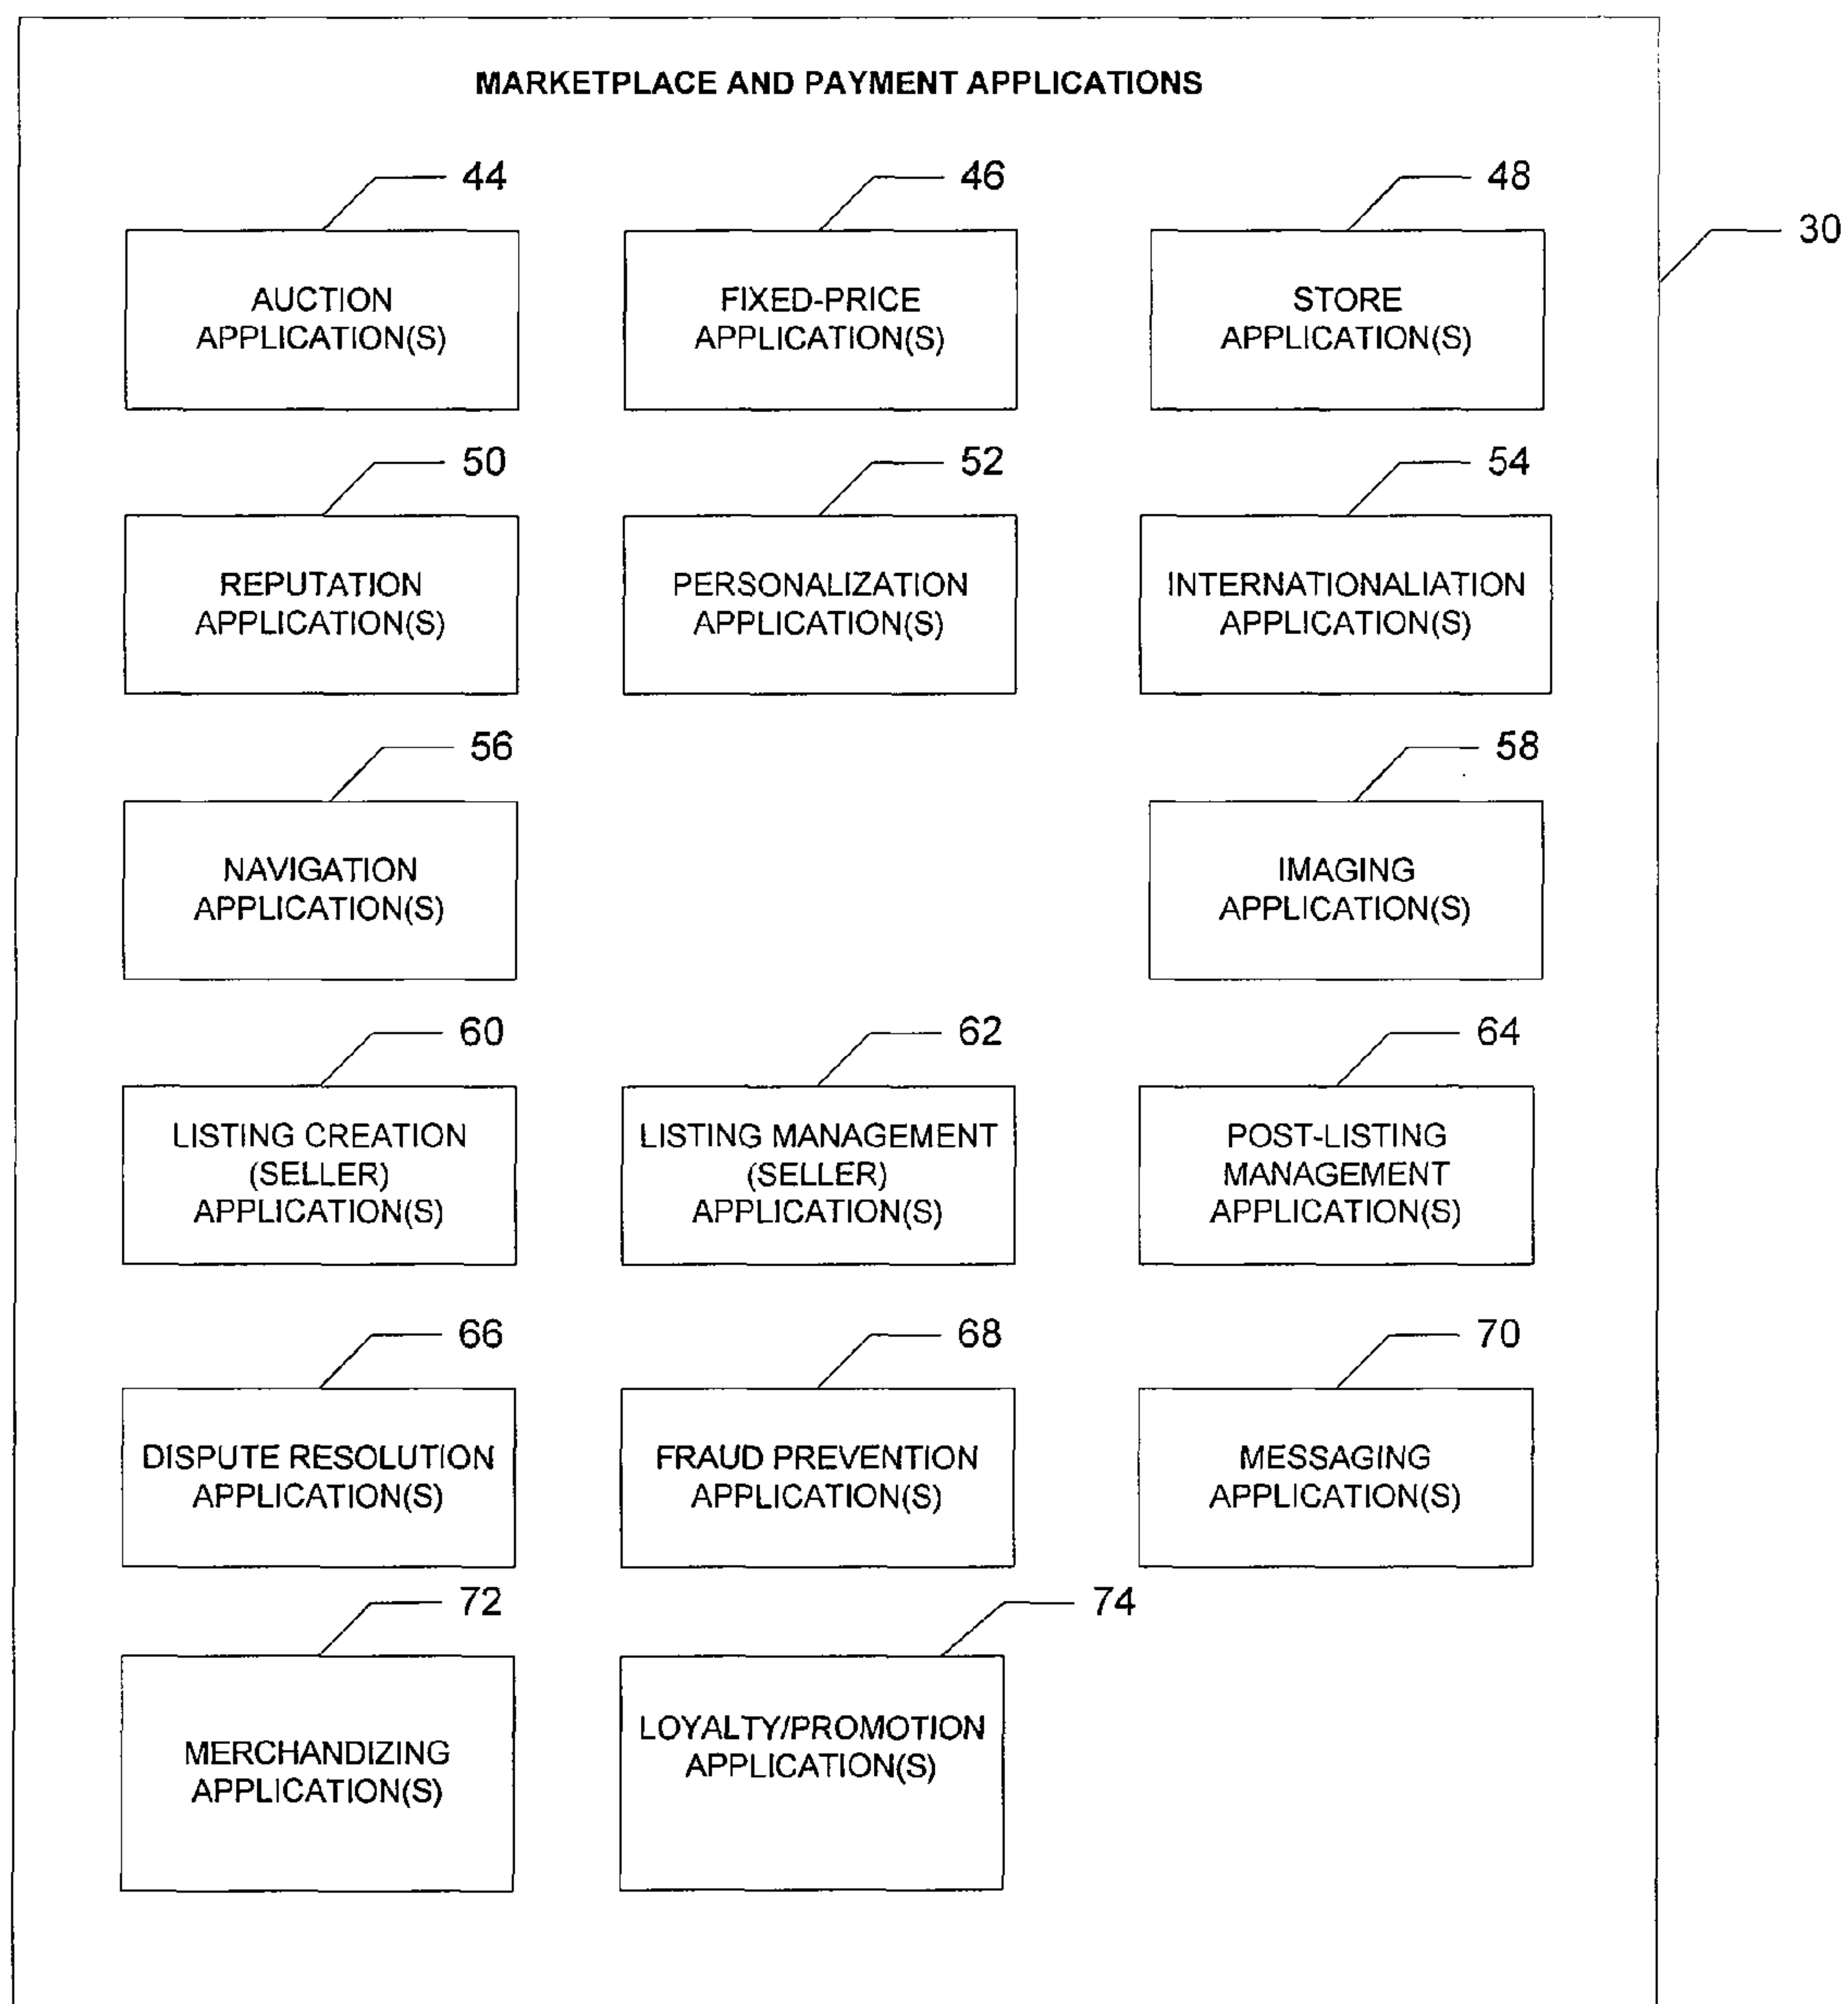 MARKETPLACE AND PAYMENT APPLICATIONS
44
46
48
30
AUCTION
APPLICATION(S)
FIXED-PRICE
APPLICATION(S)
STORE
APPLICATION(S)
50
52
54
REPUTATION
APPLICATION(S)
PERSONALIZATION
APPLICATION(S)
INTERNATIONALIATION
APPLICATION(S)
56
58
NAVIGATION
APPLICATION(S)
IMAGING
APPLICATION(S)
60
62
64
LISTING CREATION
(SELLER)
APPLICATION(S)
LISTING MANAGEMENT
(SELLER)
APPLICATION(S)
POST-LISTING
MANAGEMENT
APPLICATION(S)
66
68
70
DISPUTE RESOLUTION
APPLICATION(S)
FRAUD PREVENTION
APPLICATION(S)
MESSAGING
APPLICATION(S)
72
74
MERCHANDIZING
APPLICATION(S)
LOYALTY/PROMOTION
APPLICATION(S)